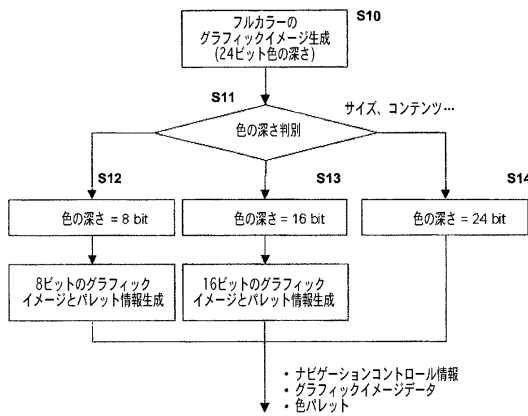 フルカラーの
グラフィックイメージ生成
(24ビット色の深さ)
S10
S11
色の深さ判別
サイズ、コンテンツ…
S12
S13
S14
色の深さ = 8 bit
色の深さ = 16 bit
色の深さ = 24 bit
8ビットのグラフィック
イメージとパレット情報生成
16ビットのグラフィック
イメージとパレット情報生成
・ ナビゲーションコントロール情報
・ グラフィックイメージデータ
・ 色パレット